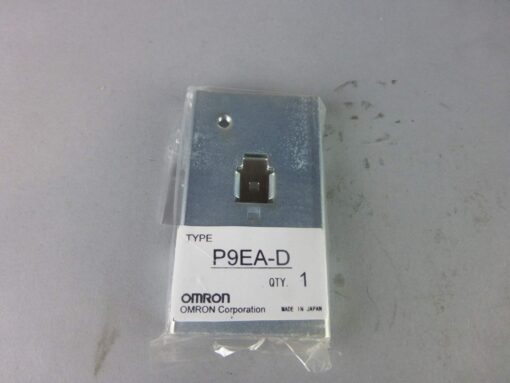 TYPE
P9EA-D
QTY. 1
OMRON
OMRON Corporation MADE IN JAPAN